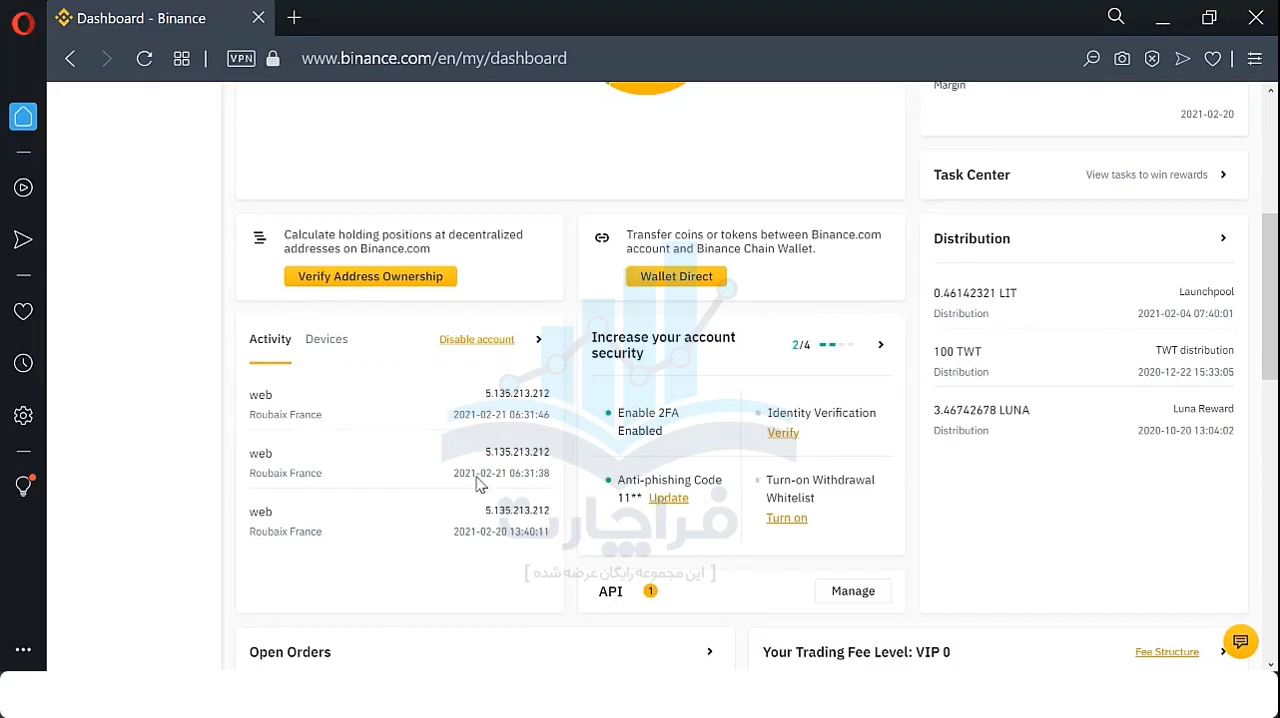 Dashboard - Binance
VPN
www.binance.com/en/my/dashboard
Margin
2021-02-20
Task Center
View tasks to win rewards
Calculate holding positions at decentralized
addresses on Binance.com
Verify Address Ownership
Transfer coins or tokens between Binance.com
account and Binance Chain Wallet.
Wallet Direct
Distribution
0.46142321 LIT
Launchpool
Distribution
2021-02-04 07:40:01
100 TWT
TWT distribution
Distribution
2020-12-22 15:33:05
3.46742678 LUNA
Luna Reward
Distribution
2020-10-20 13:04:02
Activity
Devices
Disable account
web
5.135.213.212
Roubaix France
2021-02-21 06:31:46
web
5.135.213.212
Roubaix France
2021-02-21 06:31:38
web
5.135.213.212
Roubaix France
2021-02-20 13:40:11
Increase your account
security
2/4
Enable 2FA
Enabled
Identity Verification
Verify
Anti-phishing Code
11** Update
Turn-on Withdrawal
Whitelist
Turn on
فراچارت
[ این مجموعه رایگان عرضه شده ]
API
1
Manage
Open Orders
Your Trading Fee Level: VIP 0
Fee Structure